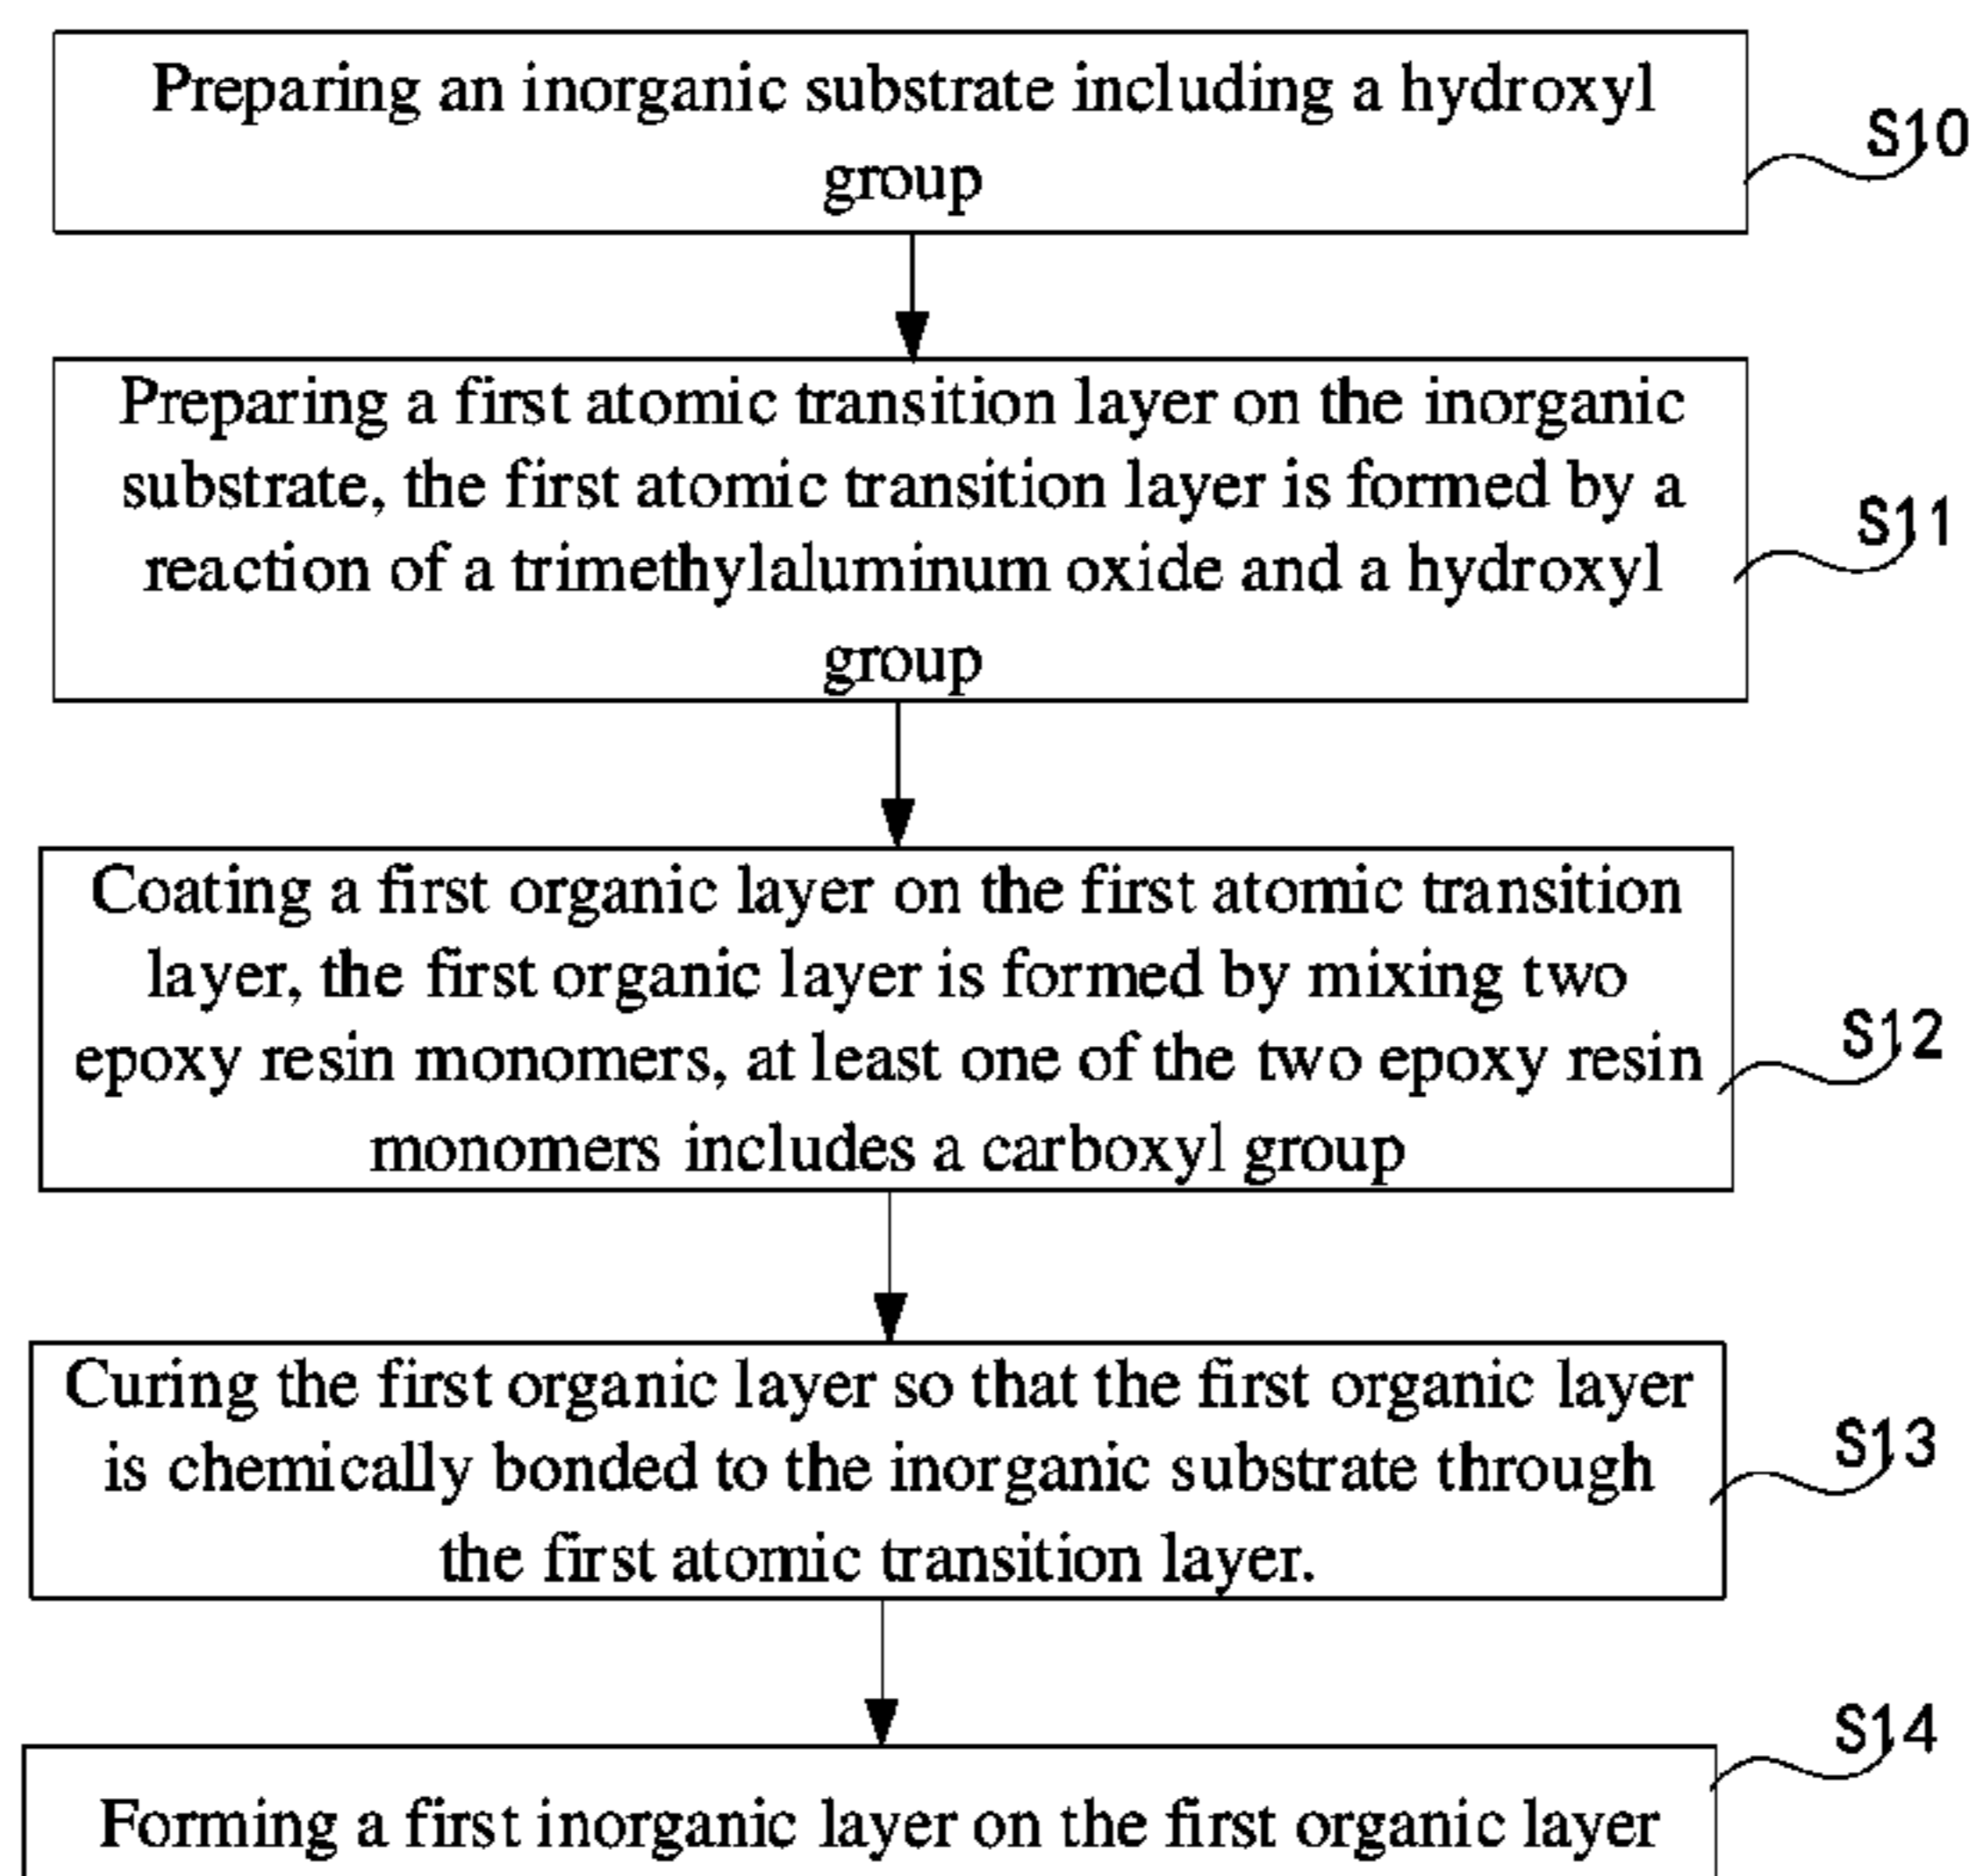 Preparing an inorganic substrate including a hydroxyl
group
S10
Preparing a first atomic transition layer on the inorganic
substrate, the first atomic transition layer is formed by a
reaction of a trimethylaluminum oxide and a hydroxyl
group
S11
Coating a first organic layer on the first atomic transition
layer, the first organic layer is formed by mixing two
epoxy resin monomers, at least one of the two epoxy resin
monomers includes a carboxyl group
S12
Curing the first organic layer so that the first organic layer
is chemically bonded to the inorganic substrate through
the first atomic transition layer.
S13
S14
Forming a first inorganic layer on the first organic layer